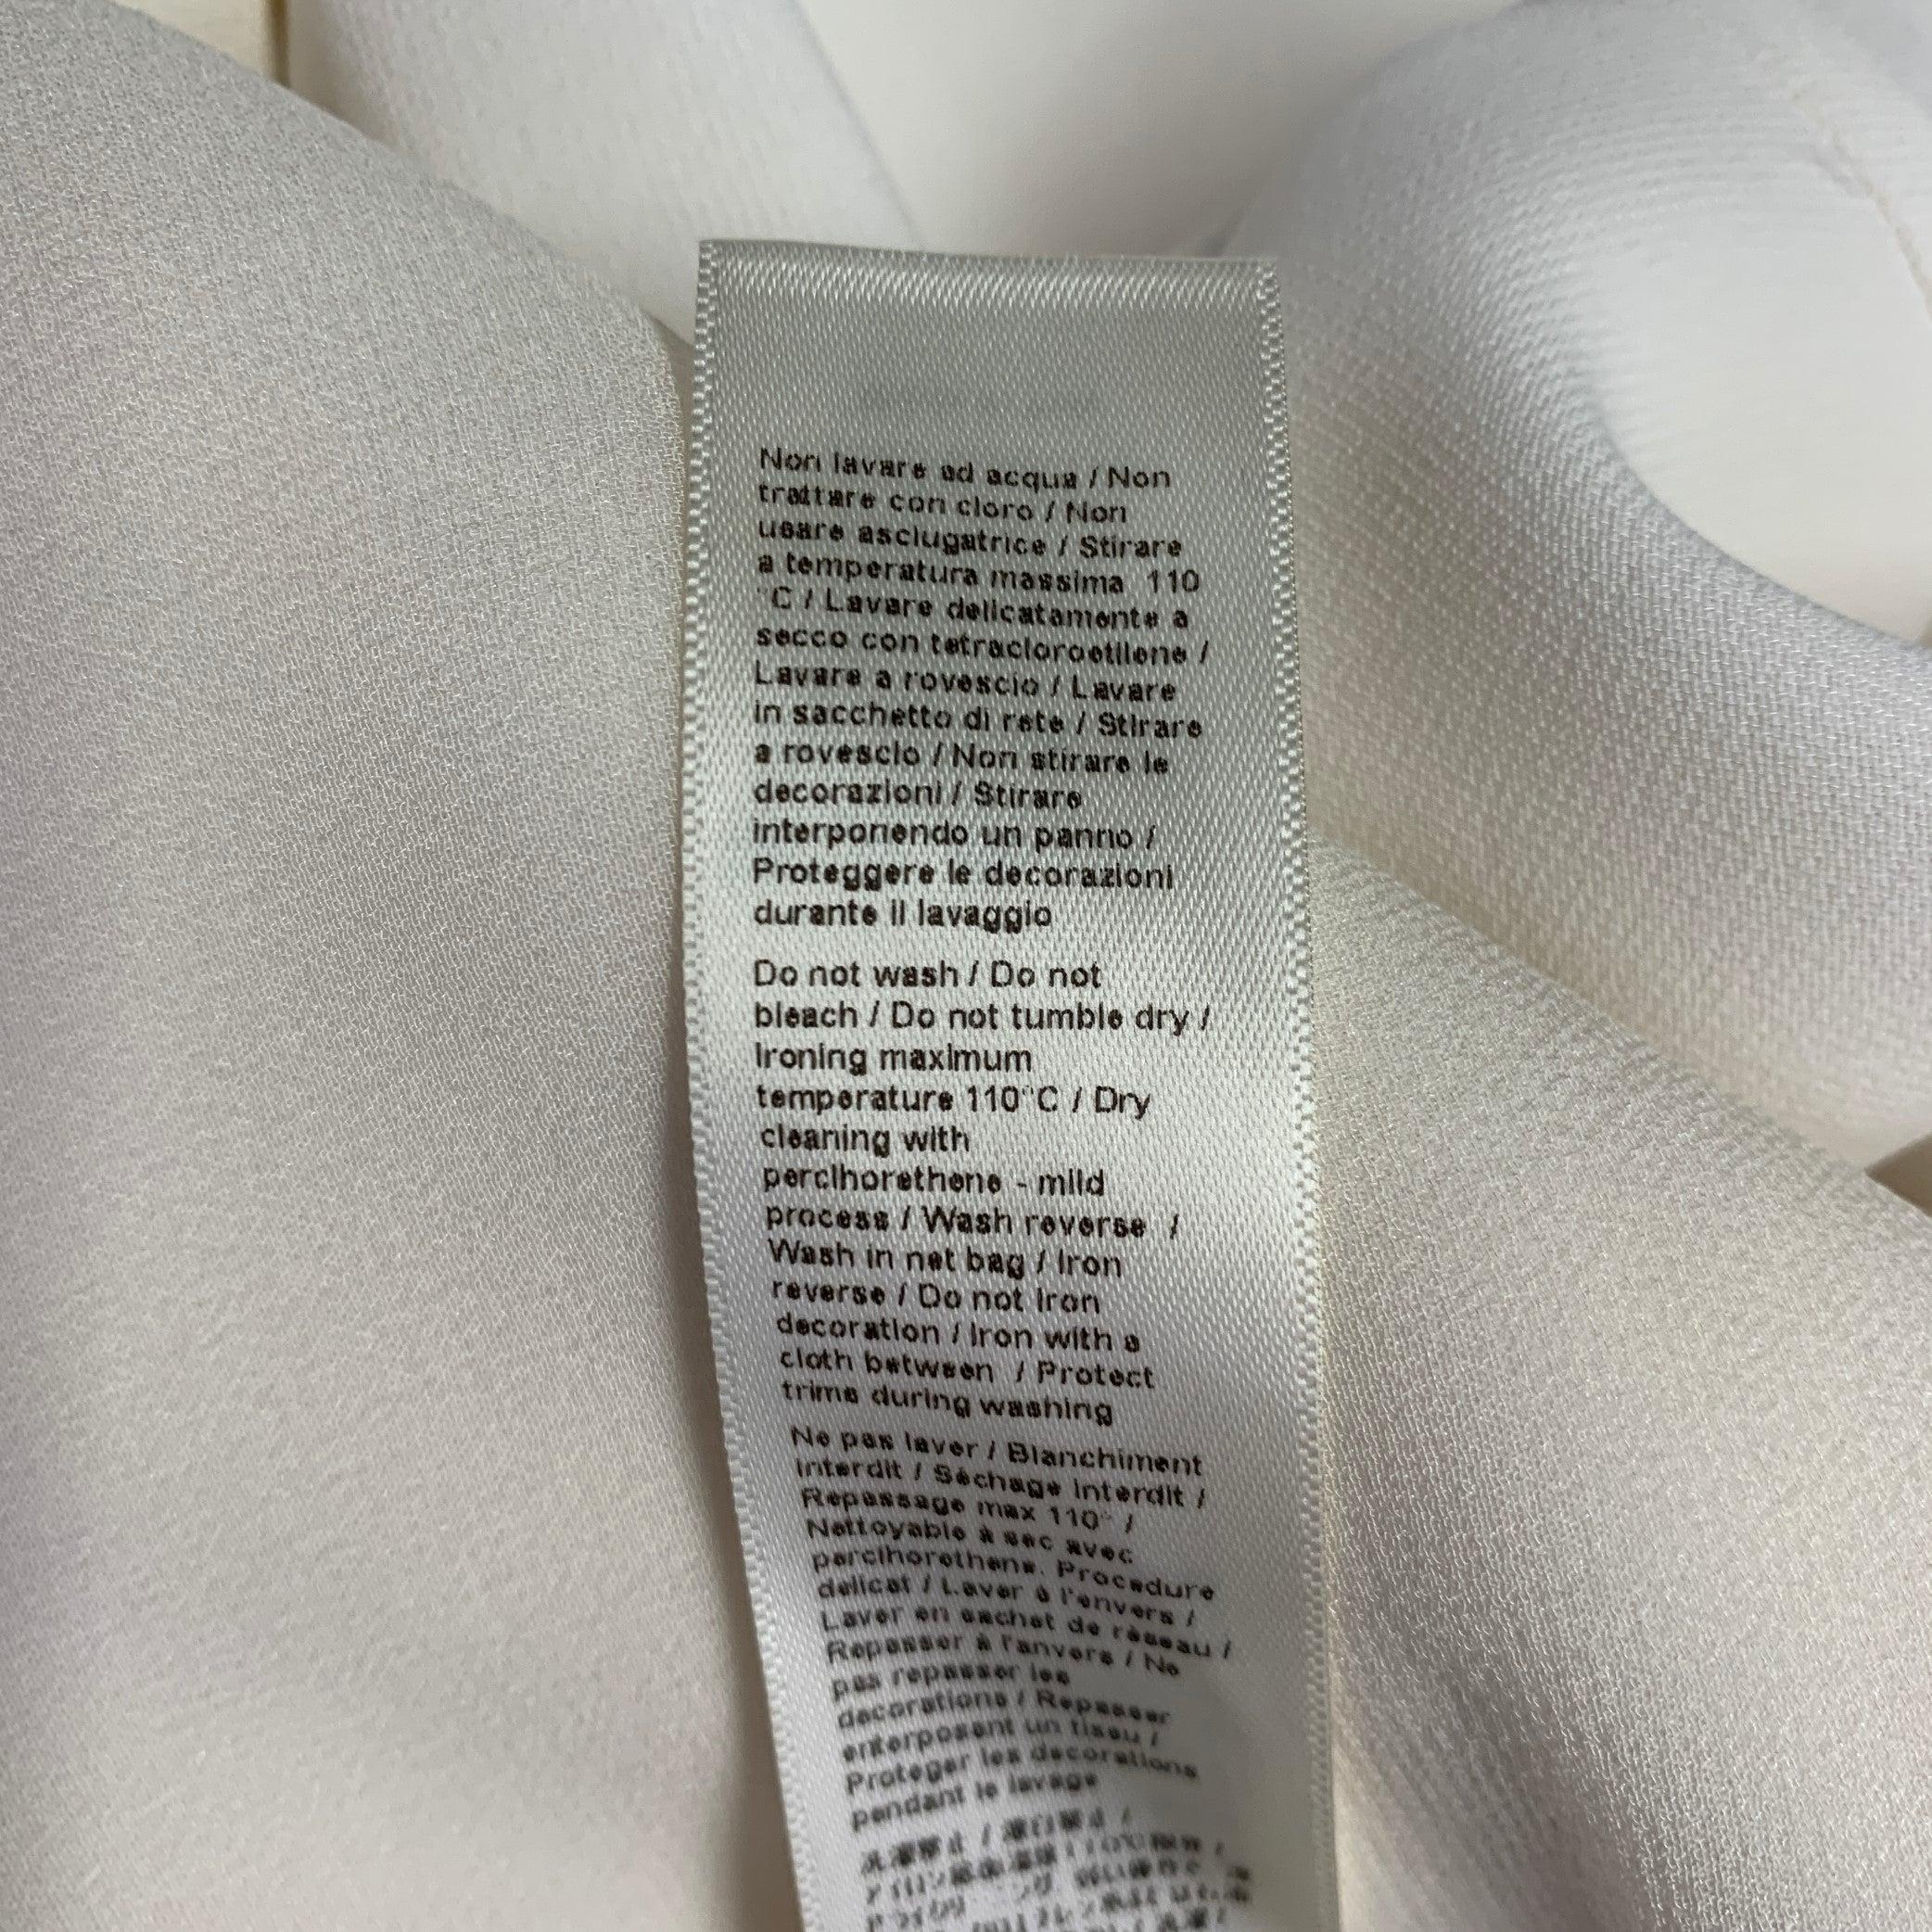 Non lavare ad acqua / Non
trattare con cloro / Non
usare asciugatrice / Stirare
a temperatura massima 110
°C / Lavare delicatamente a
secco con tetracloroetilene /
Lavare a rovescio / Lavare
in sacchetto di rete / Stirare
a rovescio / Non stirare le
decorazioni / Stirare
interponendo un panno /
Proteggere le decorazioni
durante il lavaggio
Do not wash / Do not
bleach / Do not tumble dry /
Ironing maximum
temperature 110°C / Dry
cleaning with
perclhorethene - mild
process / Wash reverse /
Wash in net bag / Iron
reverse / Do not Iron
decoration / Iron with a
cloth between / Protect
trims during washing
Ne pas laver / Blanchiment
Interdit / Séchage Interdit /
Repassage max 110° /
Nettoyable à sec avec
perclhorethene. Procedure
delicat / Laver à l'envers /
Laver en sachet de rèseau /
Repasser à l'anvers / Ne
pas repasser les
decorations / Repasser
enterposent un tissu /
Proteger les decorations
pendant le lavage